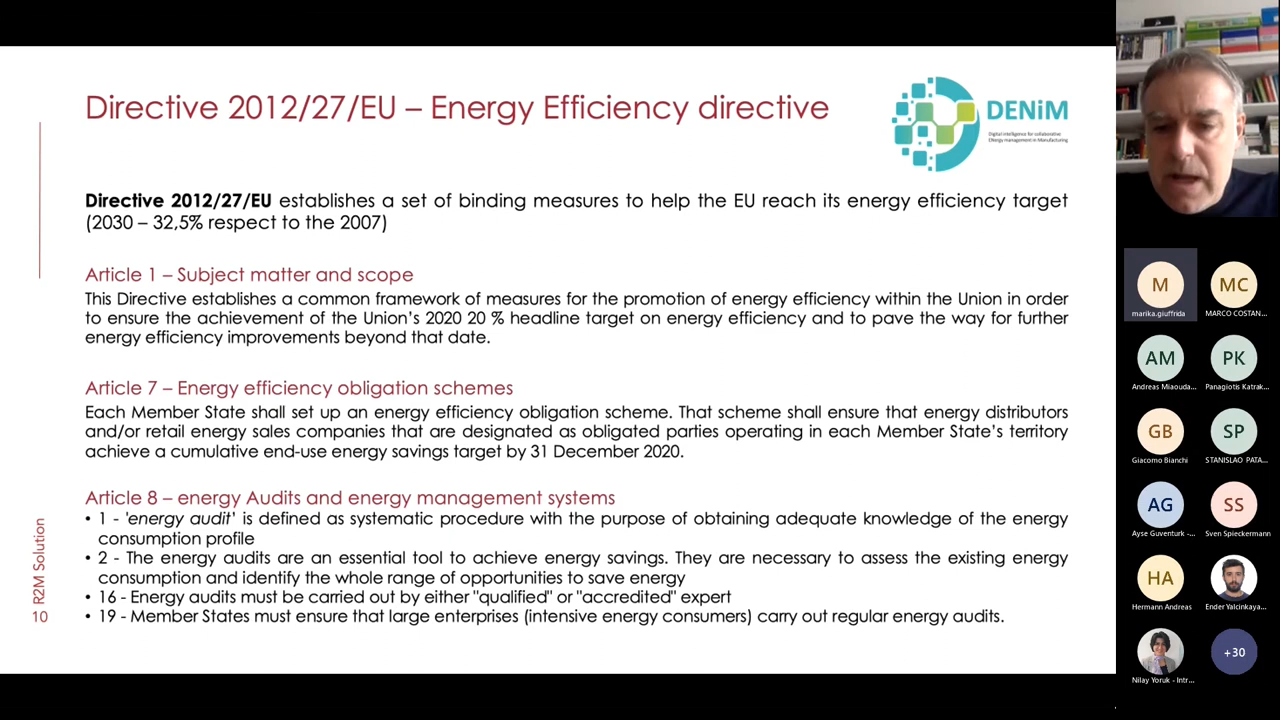 Directive 2012/27/EU – Energy Efficiency directive
DENiM
Digital intelligence for collaborative
ENergy management in Manufacturing
Directive 2012/27/EU establishes a set of binding measures to help the EU reach its energy efficiency target
(2030 – 32,5% respect to the 2007)
Article 1 – Subject matter and scope
This Directive establishes a common framework of measures for the promotion of energy efficiency within the Union in order
to ensure the achievement of the Union’s 2020 20 % headline target on energy efficiency and to pave the way for further
energy efficiency improvements beyond that date.
Article 7 – Energy efficiency obligation schemes
Each Member State shall set up an energy efficiency obligation scheme. That scheme shall ensure that energy distributors
and/or retail energy sales companies that are designated as obligated parties operating in each Member State’s territory
achieve a cumulative end-use energy savings target by 31 December 2020.
Article 8 – energy Audits and energy management systems
• 1 - 'energy audit' is defined as systematic procedure with the purpose of obtaining adequate knowledge of the energy
consumption profile
• 2 - The energy audits are an essential tool to achieve energy savings. They are necessary to assess the existing energy
consumption and identify the whole range of opportunities to save energy
• 16 - Energy audits must be carried out by either "qualified" or "accredited" expert
• 19 - Member States must ensure that large enterprises (intensive energy consumers) carry out regular energy audits.
R2M Solution
10
M
marika.giuffrida
MC
MARCO COSTAN...
AM
Andreas Miaouda...
PK
Panagiotis Katrak...
GB
Giacomo Bianchi
SP
STANISLAO PATA...
AG
Ayse Guventurk -...
SS
Sven Spieckermann
HA
Hermann Andreas
Ender Yalcinkaya...
Nilay Yoruk - Intr...
+30